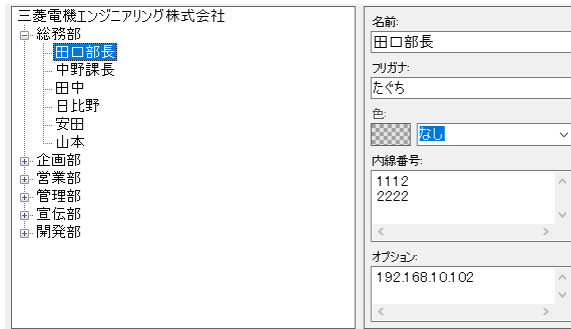 三菱電機エンジニアリング株式会社
総務部
田口部長
中野課長
田中
日比野
安田
山本
企画部
営業部
管理部
宣伝部
開発部
名前:
田口部長
フリガナ:
たぐち
色:
なし
内線番号:
1112
2222
オプション:
192.168.10.102